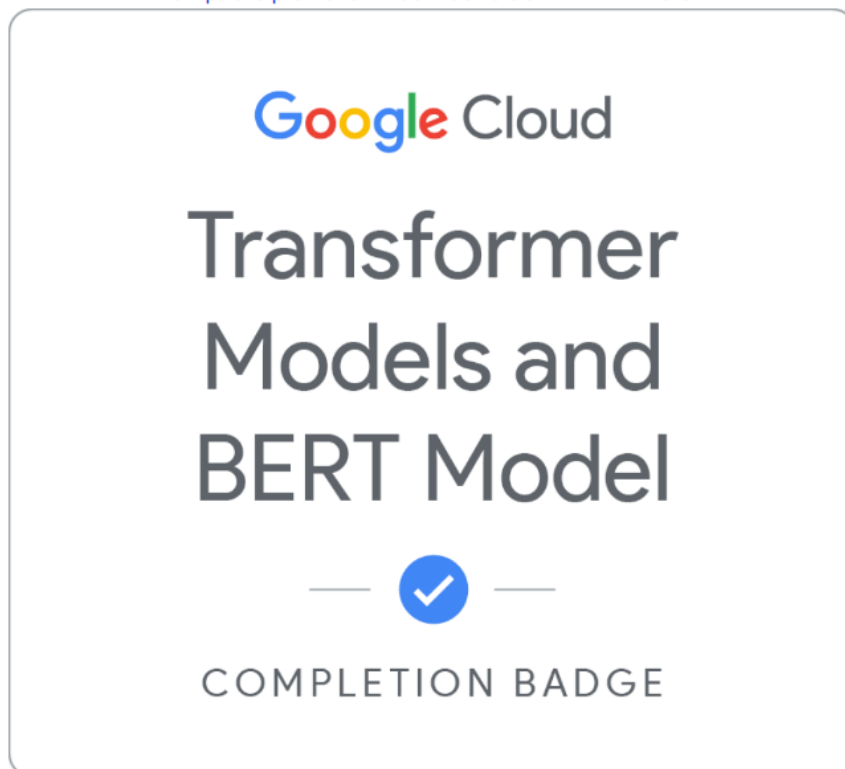 Google Cloud
Transformer
Models and
BERT Model
COMPLETION BADGE